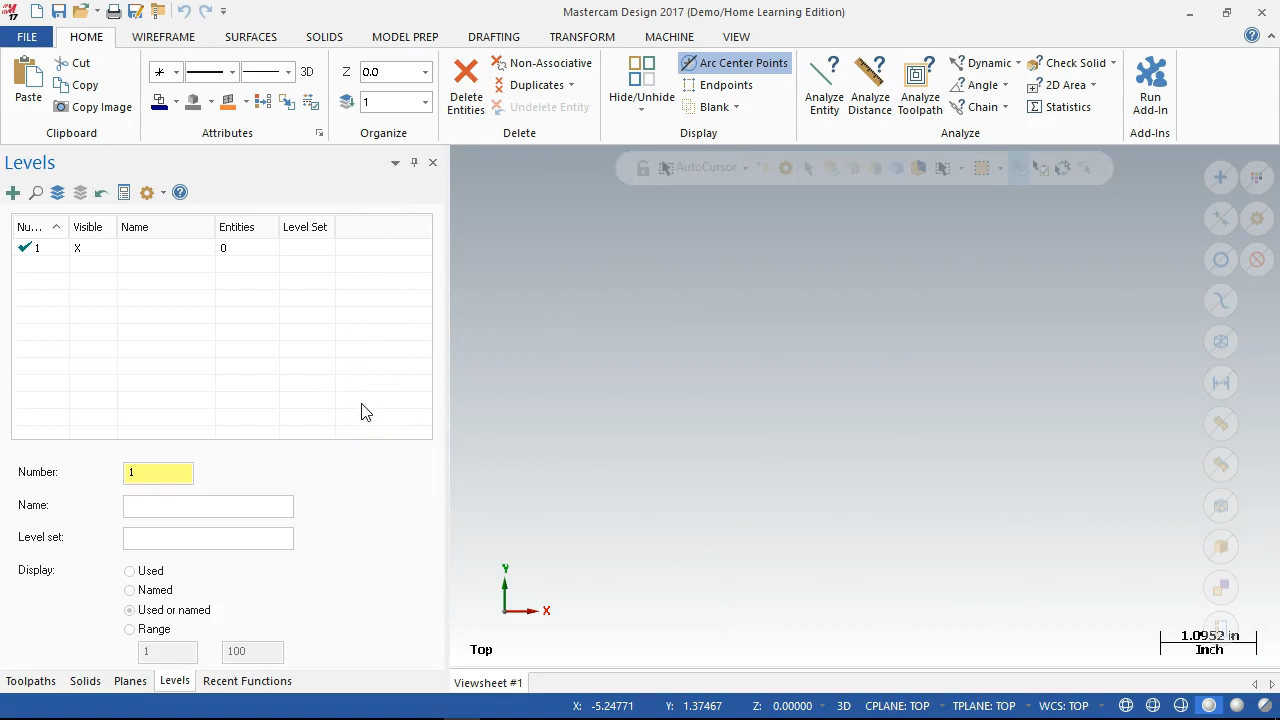 Mastercam Design 2017 (Demo/Home Learning Edition)
17
FILE HOME WIREFRAME SURFACES SOLIDS MODEL PREP DRAFTING TRANSFORM MACHINE VIEW
Paste
Cut
Copy
Copy Image
Clipboard
3D
Attributes
Z 0.0
1
Organize
Delete Entities
Non-Associative
Duplicates
Undelete Entity
Delete
Hide/Unhide
Arc Center Points
Endpoints
Blank
Display
Analyze Entity
Analyze Distance
Analyze Toolpath
Dynamic
Angle
Chain
Check Solid
2D Area
Statistics
Analyze
Run Add-In
Add-Ins
Levels
AutoCursor
Nu... Visible Name Entities Level Set
1 X 0
Number: 1
Name:
Level set:
Display: Used
Named
Used or named
Range
1 100
Y
X
Top
1.0952 in
Inch
Toolpaths Solids Planes Levels Recent Functions
Viewsheet #1
X: -5.24771 Y: 1.37467 Z: 0.00000 3D CPLANE: TOP TPLANE: TOP WCS: TOP